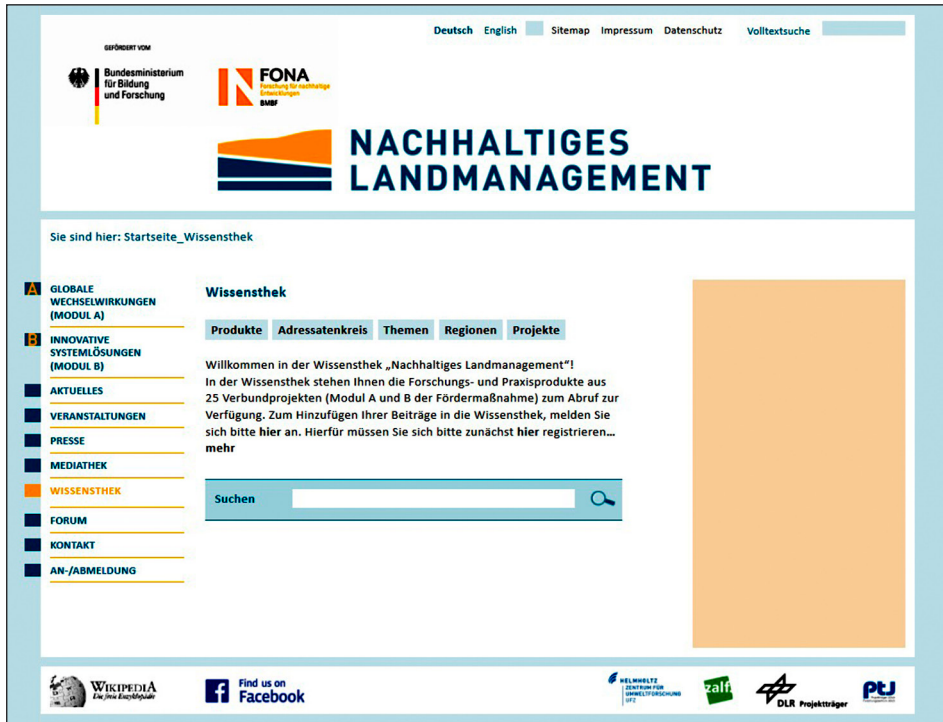 Deutsch English Sitemap Impressum Datenschutz Volltextsuche
GEFÖRDERT VOM
Bundesministerium
für Bildung
und Forschung
FONA
Forschung für nachhaltige
Entwicklungen
BMBF
NACHHALTIGES
LANDMANAGEMENT
Sie sind hier: Startseite_Wissensthek
A GLOBALE
WECHSELWIRKUNGEN
(MODUL A)
B INNOVATIVE
SYSTEMLÖSUNGEN
(MODUL B)
AKTUELLES
VERANSTALTUNGEN
PRESSE
MEDIATHEK
WISSENSTHEK
FORUM
KONTAKT
AN-/ABMELDUNG
Wissensthek
Produkte Adressatenkreis Themen Regionen Projekte
Willkommen in der Wissensthek „Nachhaltiges Landmanagement“!
In der Wissensthek stehen Ihnen die Forschungs- und Praxisprodukte aus
25 Verbundprojekten (Modul A und B der Fördermaßnahme) zum Abruf zur
Verfügung. Zum Hinzufügen Ihrer Beiträge in die Wissensthek, melden Sie
sich bitte hier an. Hierfür müssen Sie sich bitte zunächst hier registrieren...
mehr
Suchen
WIKIPEDIA
Die freie Enzyklopädie
Find us on
Facebook
HELMHOLTZ
ZENTRUM FÜR
UMWELTFORSCHUNG
UFZ
zalf
DLR Projektträger
PtJ